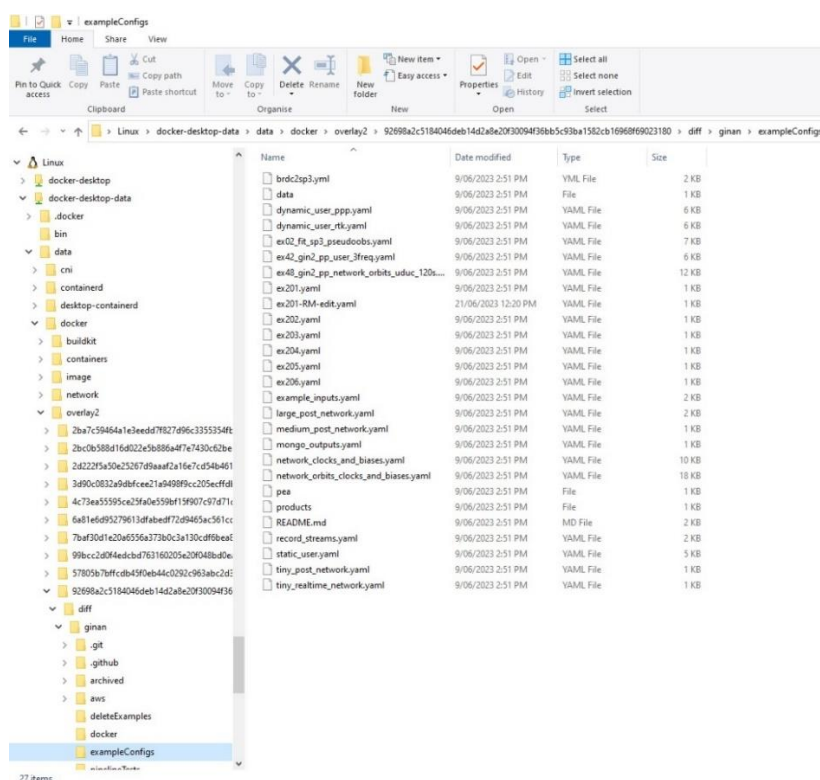 exampleConfigs
File Home Share View
Pin to Quick access
Copy
Paste
Cut
Copy path
Paste shortcut
Move to
Copy to
Delete
Rename
New folder
New item
Easy access
Properties
Open
Edit
History
Select all
Select none
Invert selection
Clipboard Organise New Open Select
Linux > docker-desktop-data > data > docker > overlay2 > > diff > ginan > exampleConfigs
Linux
docker-desktop
docker-desktop-data
.docker
bin
data
cni
containerd
desktop-containerd
docker
buildkit
containers
image
network
overlay2
diff
ginan
.git
.github
archived
aws
deleteExamples
docker
exampleConfigs
Name Date modified Type Size
brdc2sp3.yml 9/06/2023 2:51 PM YML File 2 KB
data 9/06/2023 2:51 PM File 1 KB
dynamic_user_ppp.yaml 9/06/2023 2:51 PM YAML File 6 KB
dynamic_user_rtk.yaml 9/06/2023 2:51 PM YAML File 6 KB
ex02_fit_sp3_pseudoobs.yaml 9/06/2023 2:51 PM YAML File 7 KB
ex42_gin2_pp_user_3freq.yaml 9/06/2023 2:51 PM YAML File 6 KB
ex48_gin2_pp_network_orbits_uduc_120s.... 9/06/2023 2:51 PM YAML File 12 KB
ex201.yaml 9/06/2023 2:51 PM YAML File 1 KB
ex201-RM-edit.yaml 21/06/2023 12:20 PM YAML File 1 KB
ex202.yaml 9/06/2023 2:51 PM YAML File 1 KB
ex203.yaml 9/06/2023 2:51 PM YAML File 1 KB
ex204.yaml 9/06/2023 2:51 PM YAML File 1 KB
ex205.yaml 9/06/2023 2:51 PM YAML File 1 KB
ex206.yaml 9/06/2023 2:51 PM YAML File 1 KB
example_inputs.yaml 9/06/2023 2:51 PM YAML File 2 KB
large_post_network.yaml 9/06/2023 2:51 PM YAML File 2 KB
medium_post_network.yaml 9/06/2023 2:51 PM YAML File 1 KB
mongo_outputs.yaml 9/06/2023 2:51 PM YAML File 1 KB
network_clocks_and_biases.yaml 9/06/2023 2:51 PM YAML File 10 KB
network_orbits_clocks_and_biases.yaml 9/06/2023 2:51 PM YAML File 18 KB
pea 9/06/2023 2:51 PM File 1 KB
products 9/06/2023 2:51 PM File 1 KB
README.md 9/06/2023 2:51 PM MD File 2 KB
record_streams.yaml 9/06/2023 2:51 PM YAML File 2 KB
static_user.yaml 9/06/2023 2:51 PM YAML File 5 KB
tiny_post_network.yaml 9/06/2023 2:51 PM YAML File 1 KB
tiny_realtime_network.yaml 9/06/2023 2:51 PM YAML File 1 KB
27 items